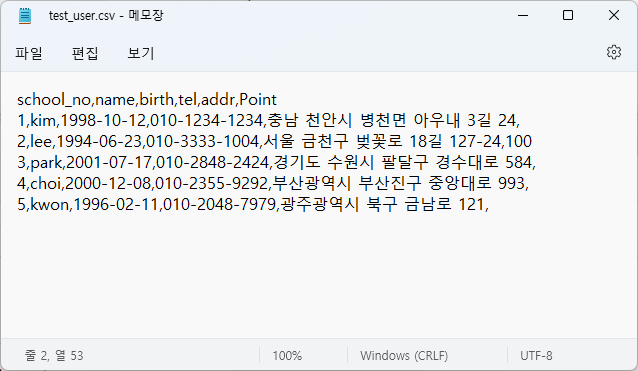 test_user.csv - 메모장
파일 편집 보기
school_no,name,birth,tel,addr,Point
1,kim,1998-10-12,010-1234-1234,충남 천안시 병천면 아우내 3길 24,
2,lee,1994-06-23,010-3333-1004,서울 금천구 벚꽃로 18길 127-24,100
3,park,2001-07-17,010-2848-2424,경기도 수원시 팔달구 경수대로 584,
4,choi,2000-12-08,010-2355-9292,부산광역시 부산진구 중앙대로 993,
5,kwon,1996-02-11,010-2048-7979,광주광역시 북구 금남로 121,
줄 2, 열 53 100% Windows (CRLF) UTF-8